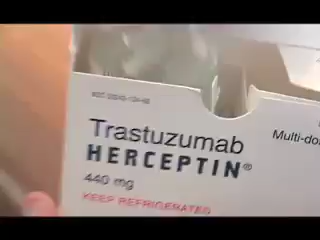 Trastuzumab
HERCEPTIN®
Multi-do
440 mg
KEEP REFRIGERATED